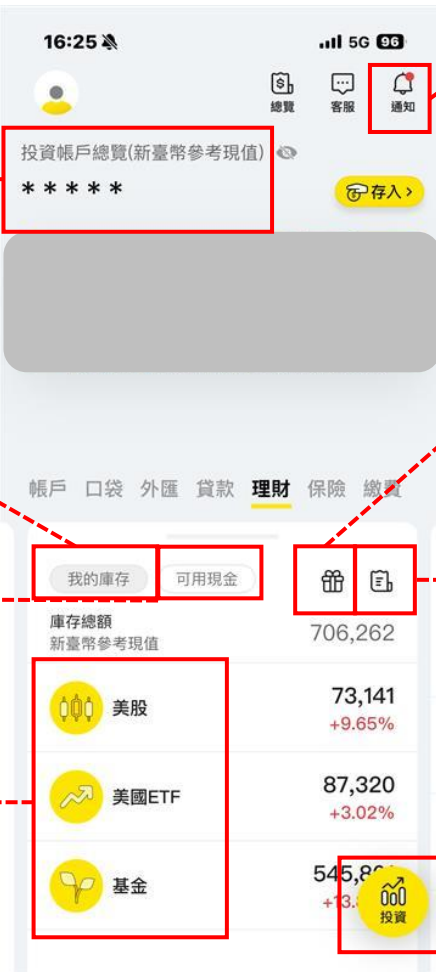 16:25 5G 96
總覽 客服 通知
投資帳戶總覽(新臺幣參考現值)
* * * * *
存入 >
帳戶 口袋 外匯 貸款 理財 保險 繳費
我的庫存 可用現金
庫存總額
新臺幣參考現值 706,262
美股 73,141
+9.65%
美國ETF 87,320
+3.02%
基金 545,8
+13.
投資